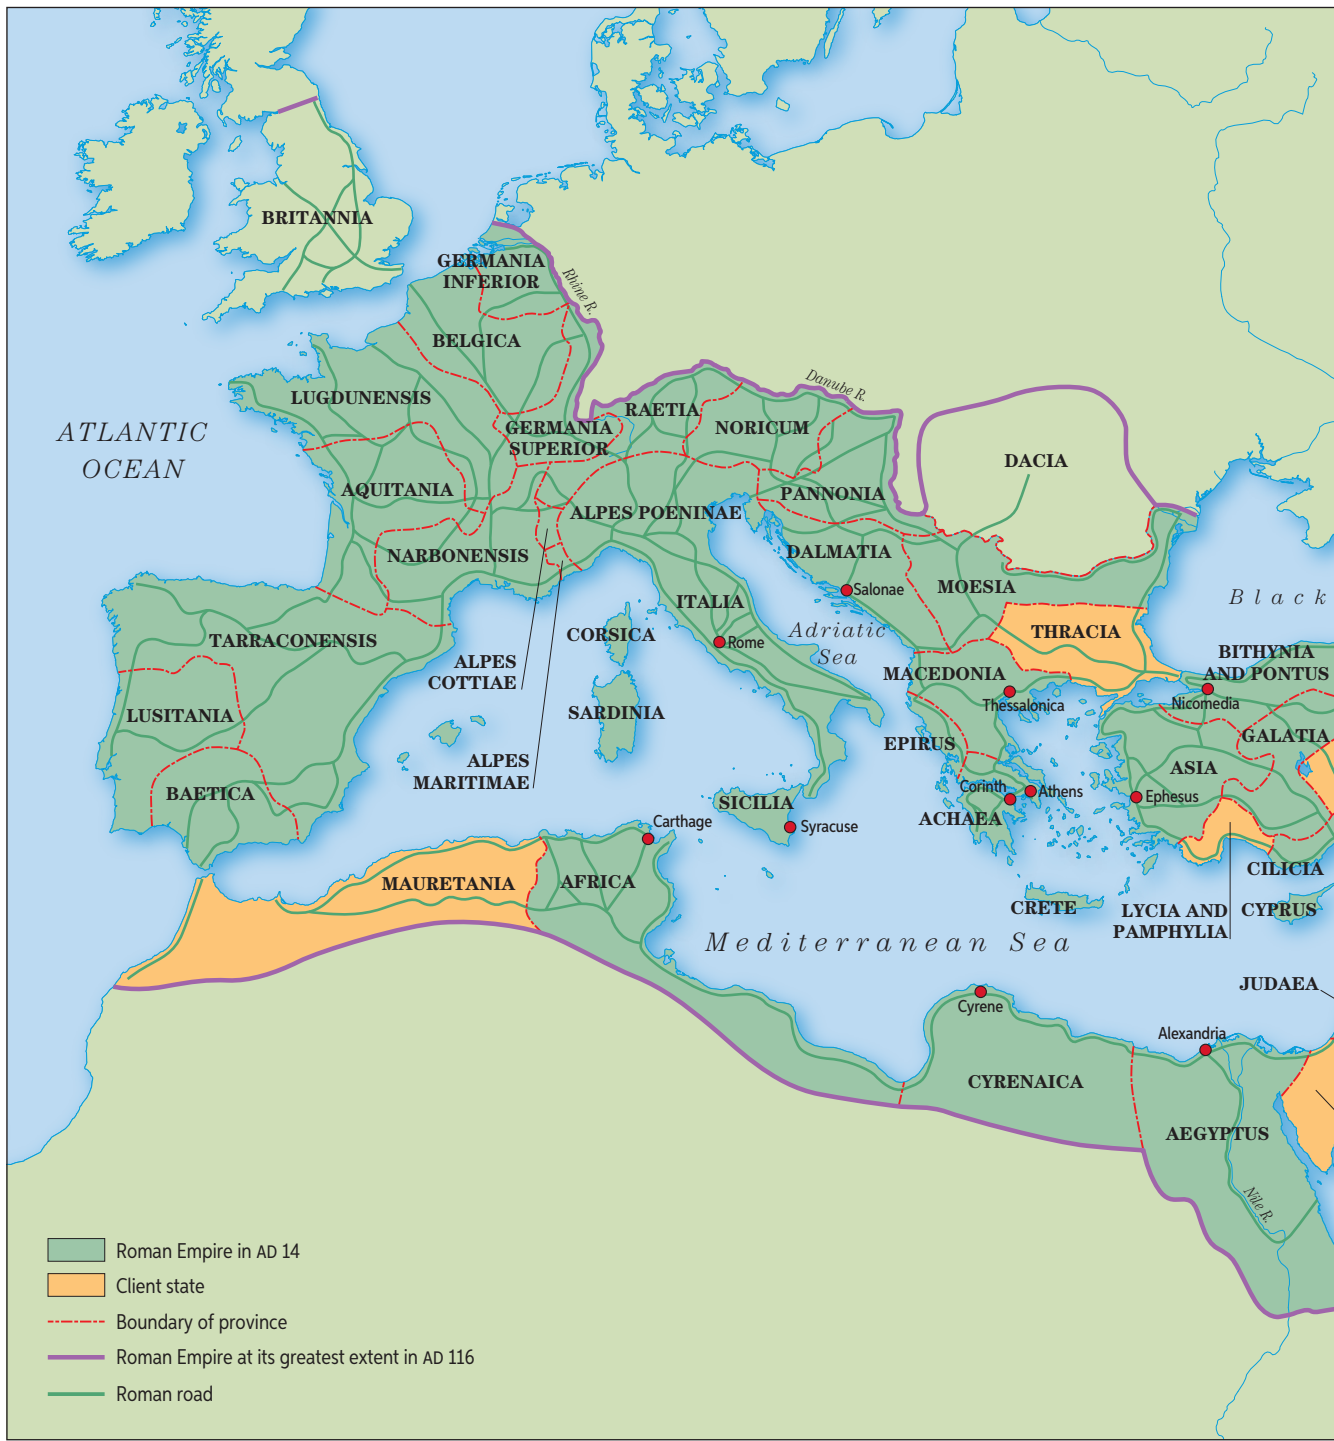 BRITANNIA
GERMANIA
INFERIOR
Rhine R.
BELGICA
Danube R.
LUGDUNENSIS
RAETIA
NORICUM
GERMANIA
SUPERIOR
ATLANTIC
OCEAN
DACIA
AQUITANIA
PANNONIA
ALPES POENINAE
NARBONENSIS
DALMATIA
MOESIA
Salonae
Black
ITALIA
THRACIA
Adriatic
Sea
CORSICA
TARRACONENSIS
Rome
BITHYNIA
AND PONTUS
ALPES
COTTIAE
MACEDONIA
Thessalonica
Nicomedia
LUSITANIA
SARDINIA
EPIRUS
GALATIA
ALPES
MARITIMAE
ASIA
BAETICA
SICILIA
Corinth
Athens
Ephesus
ACHAEA
Carthage
Syracuse
MAURETANIA
AFRICA
CILICIA
CRETE
LYCIA AND
PAMPHYLIA
CYPRUS
Mediterranean Sea
JUDAEA
Cyrene
Alexandria
CYRENAICA
AEGYPTUS
Nile R.
Roman Empire in AD 14
Client state
Boundary of province
Roman Empire at its greatest extent in AD 116
Roman road